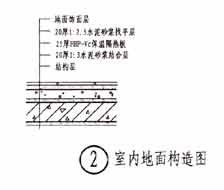 地面饰面层
20厚1:2.5水泥砂浆找平层
25厚FHP-Vc保温隔热板
20厚1:3水泥砂浆结合层
结构层
2 室内地面构造图